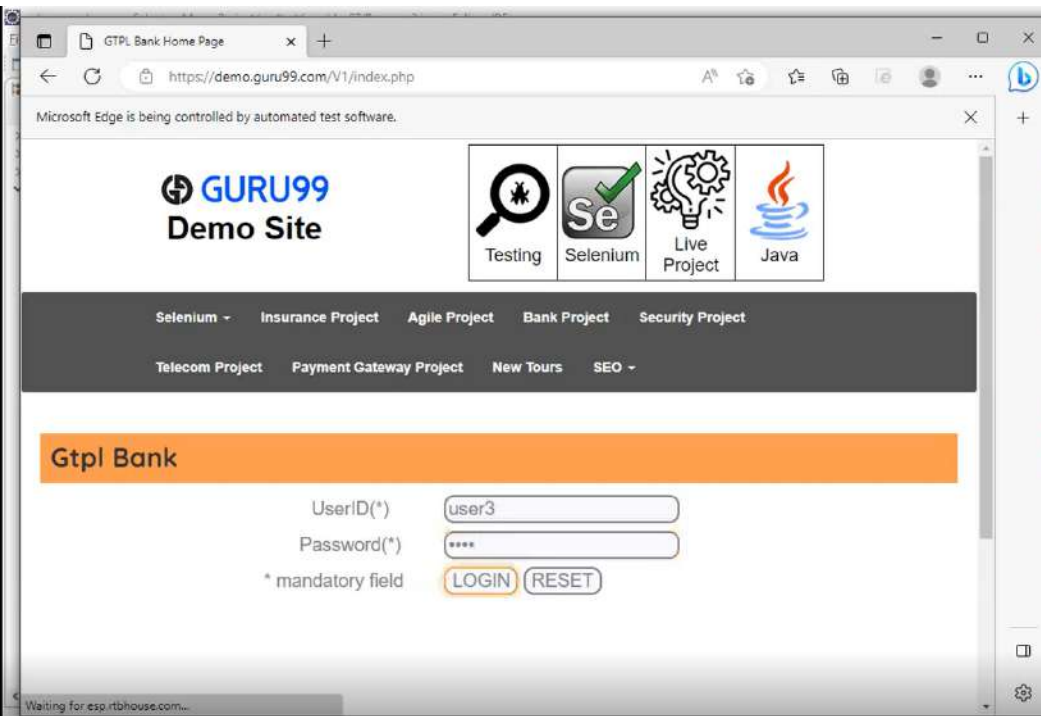 GTPL Bank Home Page
https://demo.guru99.com/V1/index.php
Microsoft Edge is being controlled by automated test software.
GURU99
Demo Site
Se
Testing
Selenium
Live
Project
Java
Selenium Insurance Project Agile Project Bank Project Security Project
Telecom Project Payment Gateway Project New Tours SEO
Gtpl Bank
UserID(*) user3
Password(*) ••••
* mandatory field LOGIN RESET
Waiting for esp.rtbhouse.com...